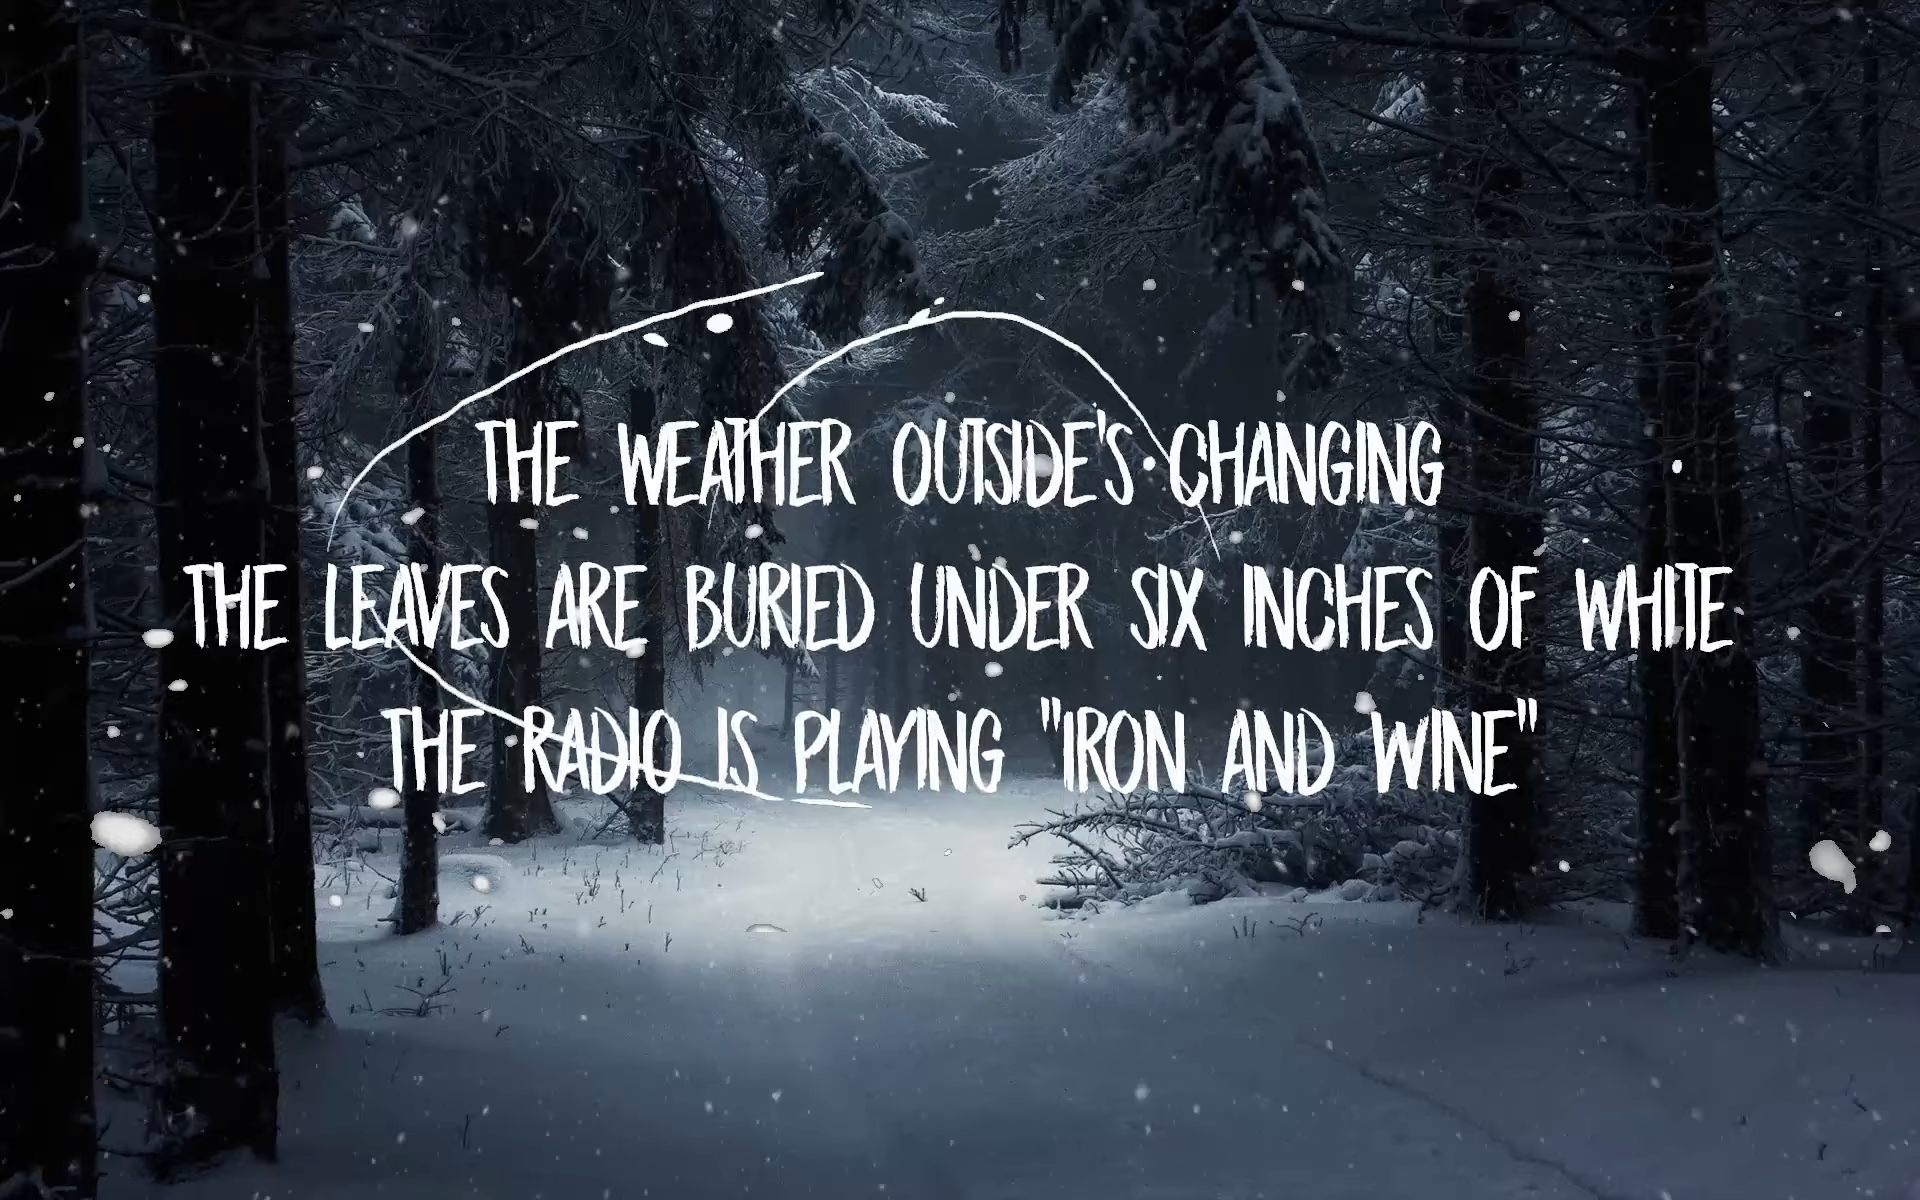 THE WEATHER OUTSIDE'S CHANGING
THE LEAVES ARE BURIED UNDER SIX INCHES OF WHITE
THE RADIO IS PLAYING "IRON AND WINE"